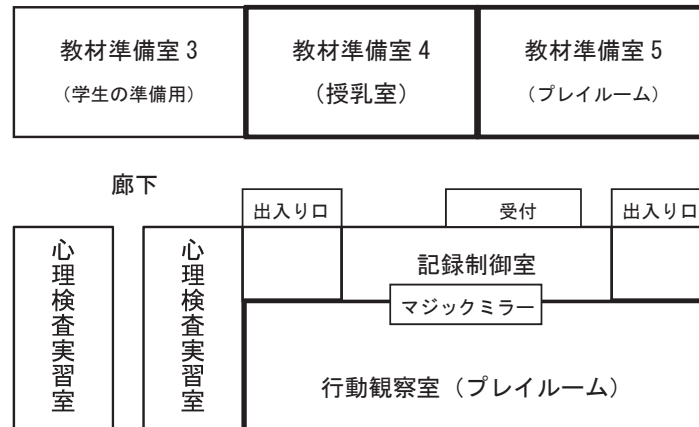 教材準備室3
(学生の準備用)
教材準備室4
(授乳室)
教材準備室5
(プレイルーム)
廊下
出入り口
受付
出入り口
心理検査実習室
心理検査実習室
記録制御室
マジックミラー
行動観察室(プレイルーム)